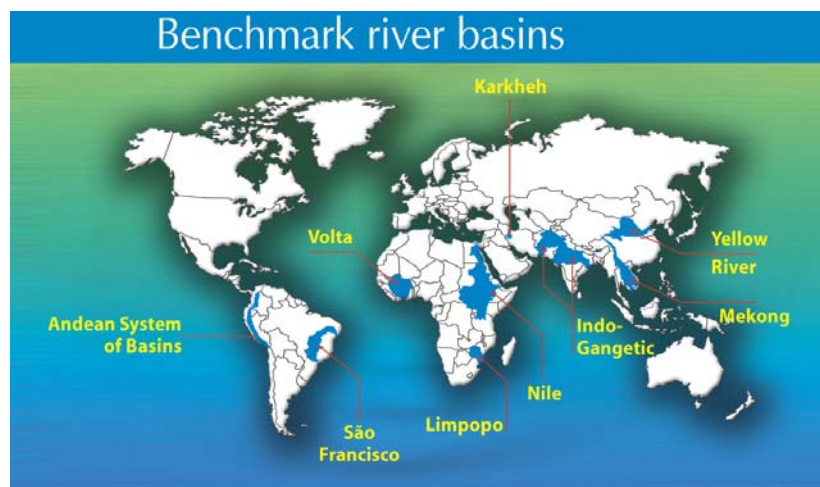 Benchmark river basins
Karkheh
Volta
Yellow
River
Andean System
of Basins
Mekong
Indo-
Gangetic
Nile
Limpopo
São
Francisco